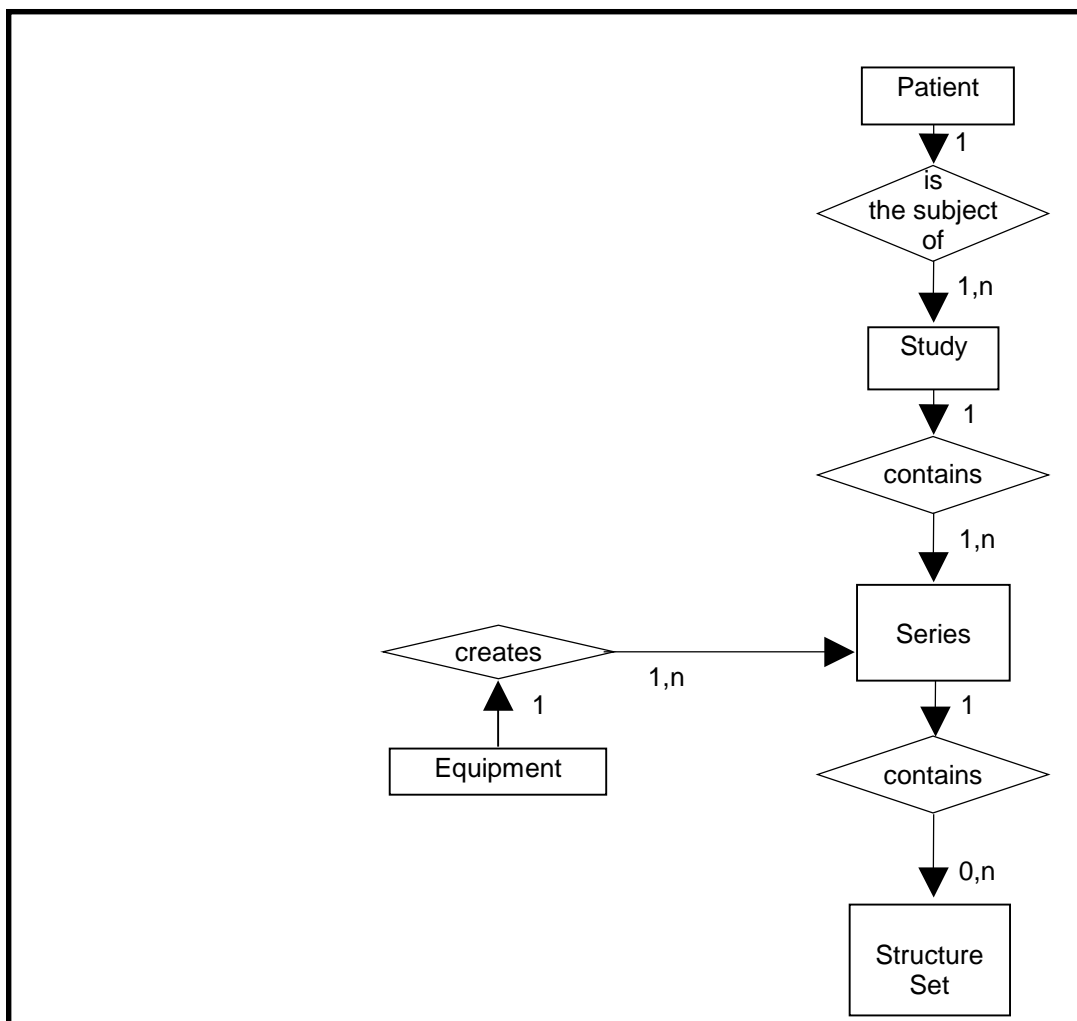 Patient
1
is
the subject
of
1,n
Study
1
contains
1,n
Series
creates
1,n
1
1
Equipment
contains
0,n
Structure
Set